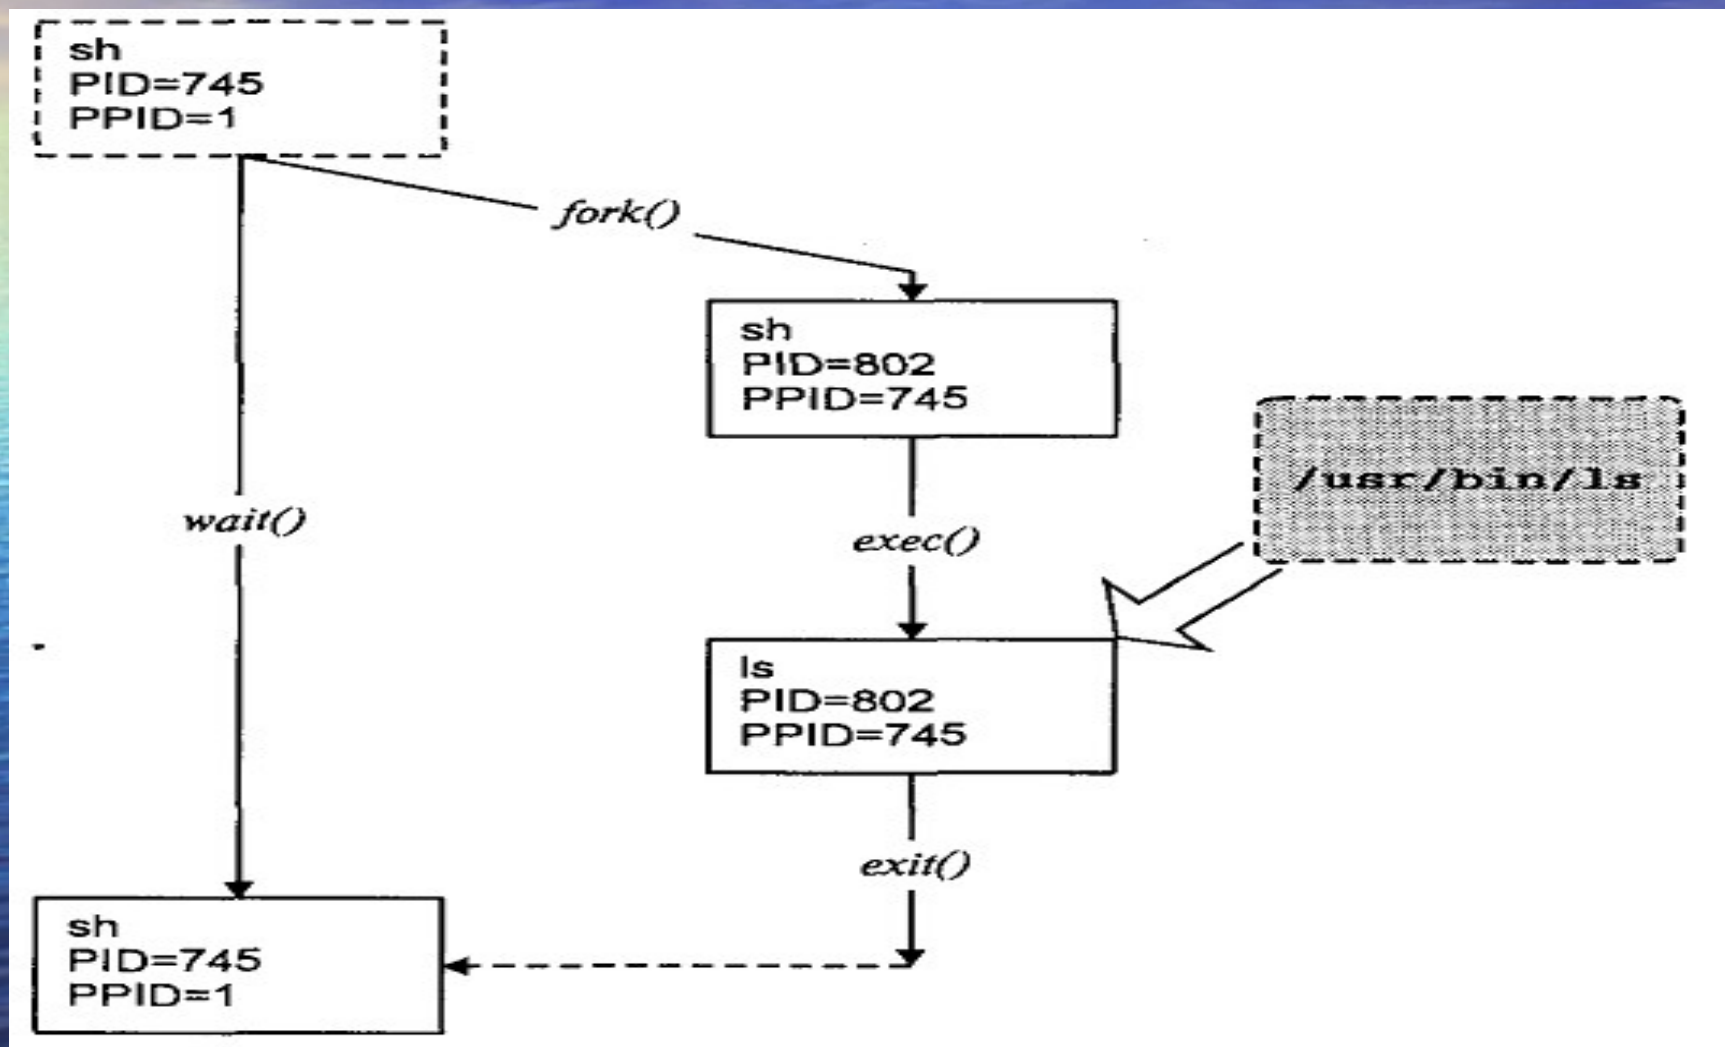 sh
PID=745
PPID=1
fork()
sh
PID=802
PPID=745
/usr/bin/ls
wait()
exec()
ls
PID=802
PPID=745
exit()
sh
PID=745
PPID=1